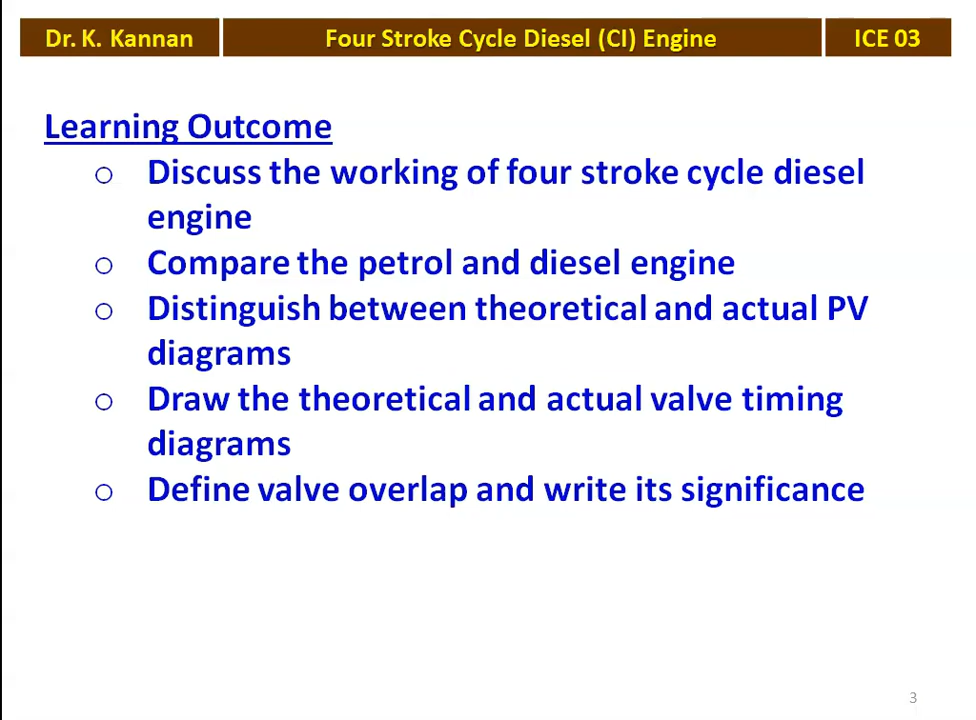 Dr. K. Kannan
Four Stroke Cycle Diesel (CI) Engine
ICE 03
Learning Outcome
o Discuss the working of four stroke cycle diesel
engine
o Compare the petrol and diesel engine
o Distinguish between theoretical and actual PV
diagrams
o Draw the theoretical and actual valve timing
diagrams
o Define valve overlap and write its significance
3